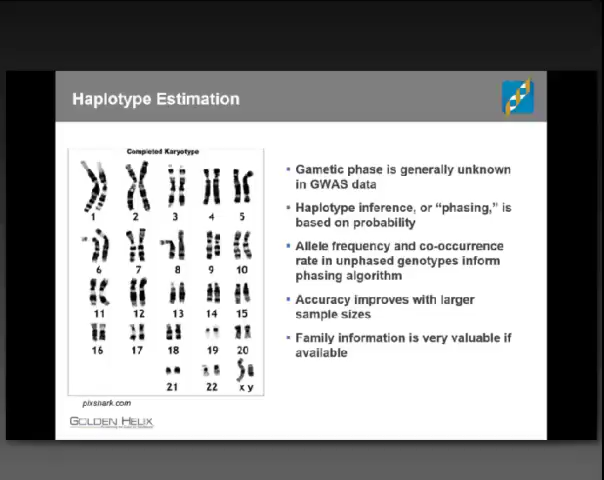 Haplotype Estimation
Completed Karyotype
1 2 3 4 5
6 7 8 9 10
11 12 13 14 15
16 17 18 19 20
21 22 x y
pixshark.com
GOLDEN HELIX
▪ Gametic phase is generally unknown
in GWAS data
▪ Haplotype inference, or “phasing,” is
based on probability
▪ Allele frequency and co-occurrence
rate in unphased genotypes inform
phasing algorithm
▪ Accuracy improves with larger
sample sizes
▪ Family information is very valuable if
available